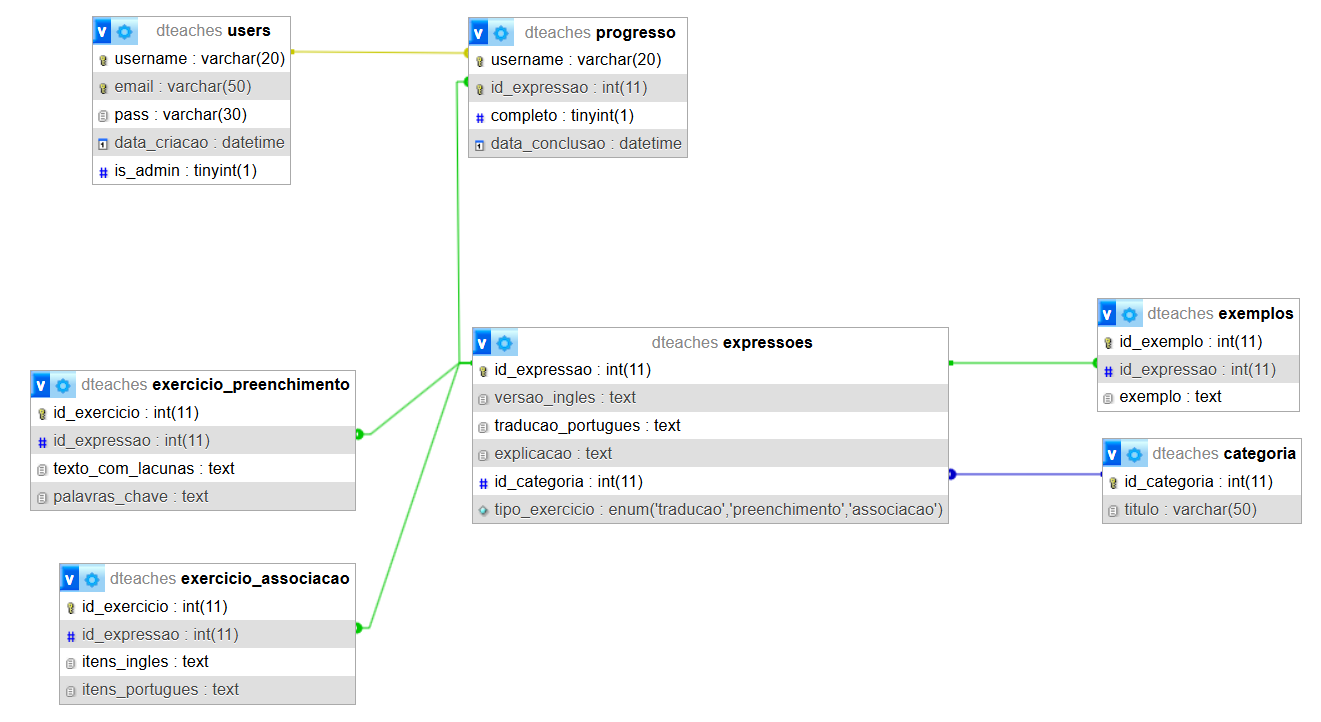 dteaches users
username : varchar(20)
email : varchar(50)
pass : varchar(30)
data_criacao : datetime
is_admin : tinyint(1)
dteaches progresso
username : varchar(20)
id_expressao : int(11)
completo : tinyint(1)
data_conclusao : datetime
dteaches exercicio_preenchimento
id_exercicio : int(11)
id_expressao : int(11)
texto_com_lacunas : text
palavras_chave : text
dteaches exercicio_associacao
id_exercicio : int(11)
id_expressao : int(11)
itens_ingles : text
itens_portugues : text
dteaches expressoes
id_expressao : int(11)
versao_ingles : text
traducao_portugues : text
explicacao : text
id_categoria : int(11)
tipo_exercicio : enum('traducao','preenchimento','associacao')
dteaches exemplos
id_exemplo : int(11)
id_expressao : int(11)
exemplo : text
dteaches categoria
id_categoria : int(11)
titulo : varchar(50)